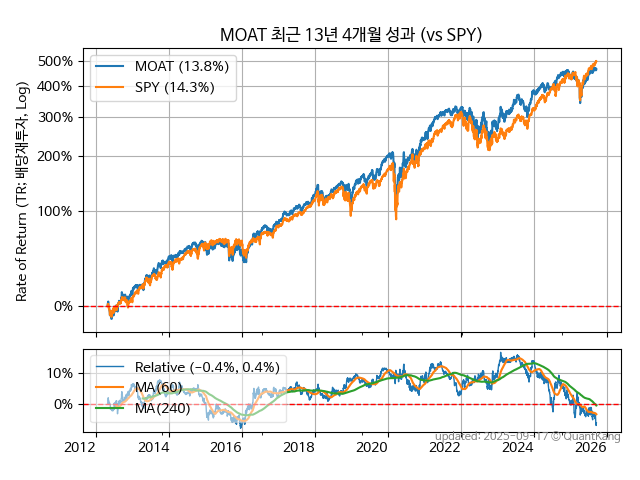 MOAT 최근 13년 4개월 성과 (vs SPY)
Rate of Return (TR; 배당재투자, Log)
500%
400%
300%
200%
100%
0%
MOAT (13.8%)
SPY (14.3%)
10%
0%
Relative (−0.4%, 0.4%)
MA(60)
MA(240)
2012 2014 2016 2018 2020 2022 2024 2026
updated: 2025-09-17 © QuantKang